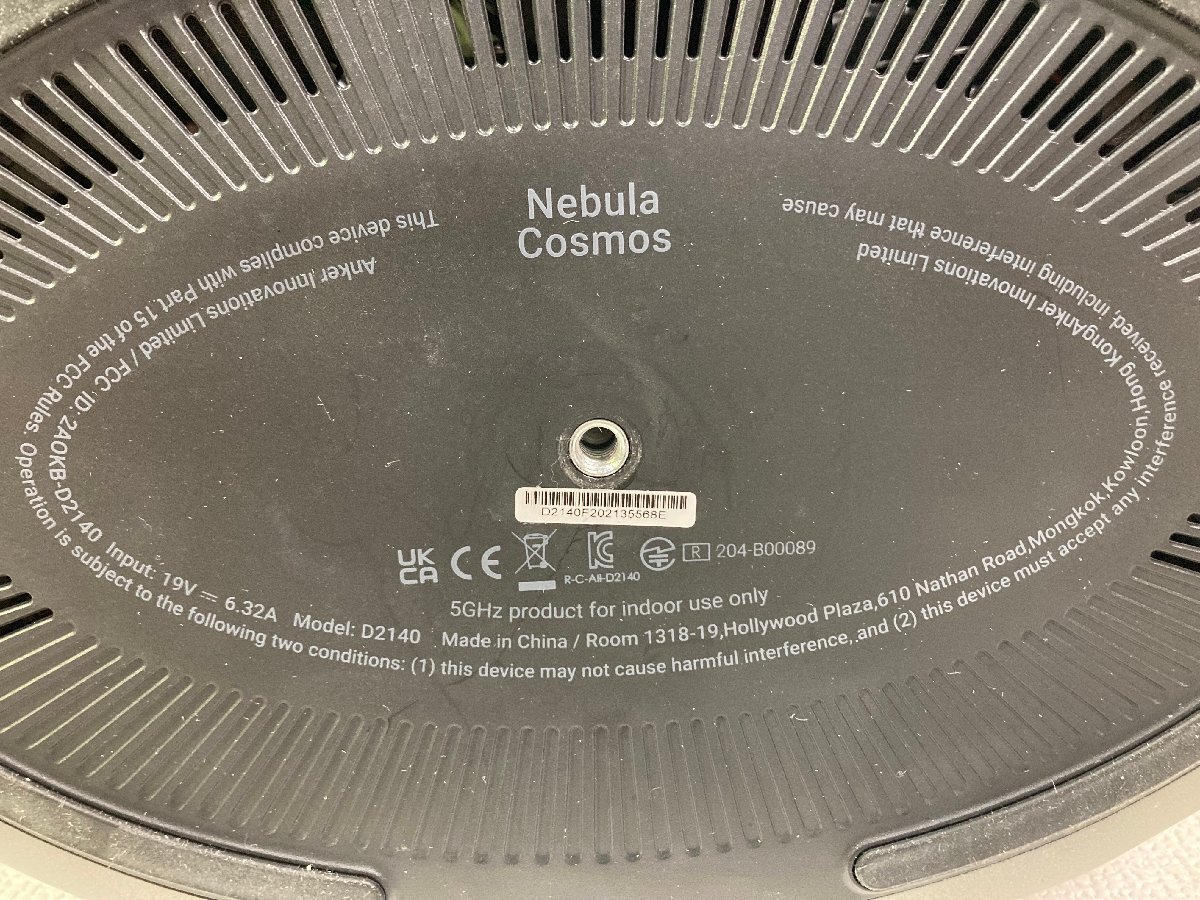 Nebula
Cosmos
This device complies with Part 15 of the FCC Rules. Operation is subject to the following two conditions: (1) this device may not cause harmful interference, and (2) this device must accept any interference received, including interference that may cause
Anker Innovations Limited / FCC ID: 2AOKB-D2140 Input: 19V ⎓ 6.32A Model: D2140 Made in China / Room 1318-19,Hollywood Plaza,610 Nathan Road,Mongkok,Kowloon,Hong KongAnker Innovations Limited
D2140F202135568E
UK
CA
CE
R-C-AII-D2140
R 204-B00089
5GHz product for indoor use only